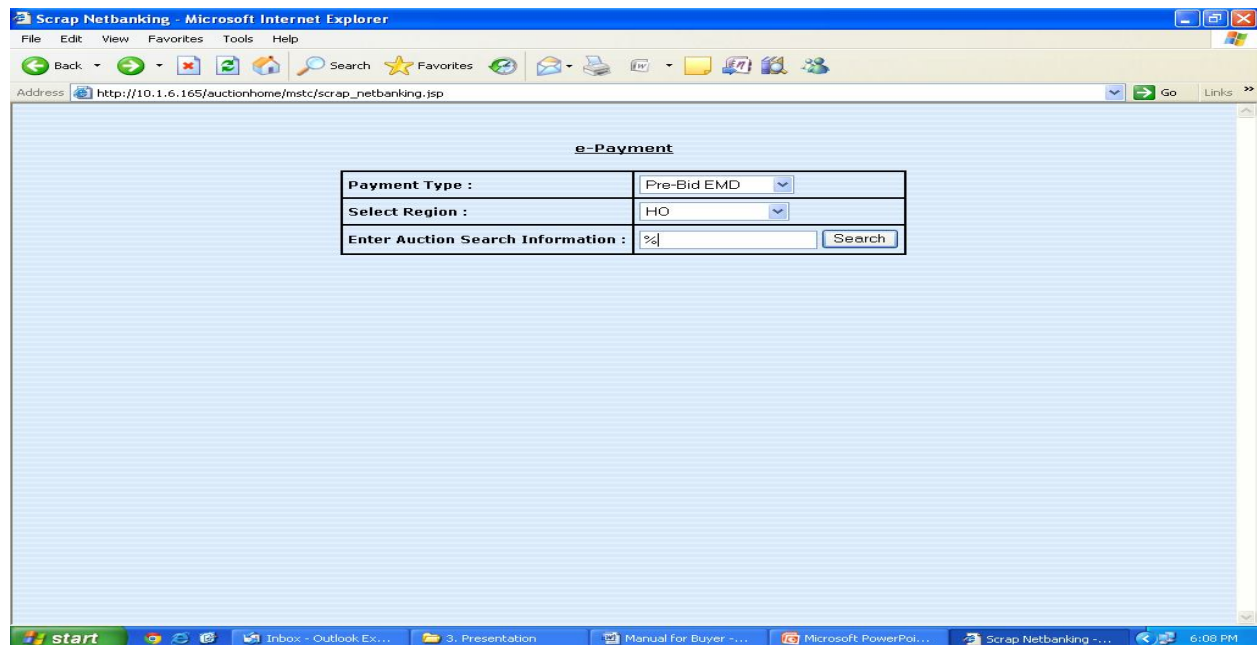 Scrap Netbanking - Microsoft Internet Explorer
File Edit View Favorites Tools Help
Back Search Favorites
Address http://10.1.6.165/auctionhome/mstc/scrap_netbanking.jsp Go Links »
e-Payment
Payment Type : Pre-Bid EMD
Select Region : HO
Enter Auction Search Information : % Search
start Inbox - Outlook Ex... 3. Presentation Manual for Buyer -... Microsoft PowerPoi... Scrap Netbanking -... 6:08 PM